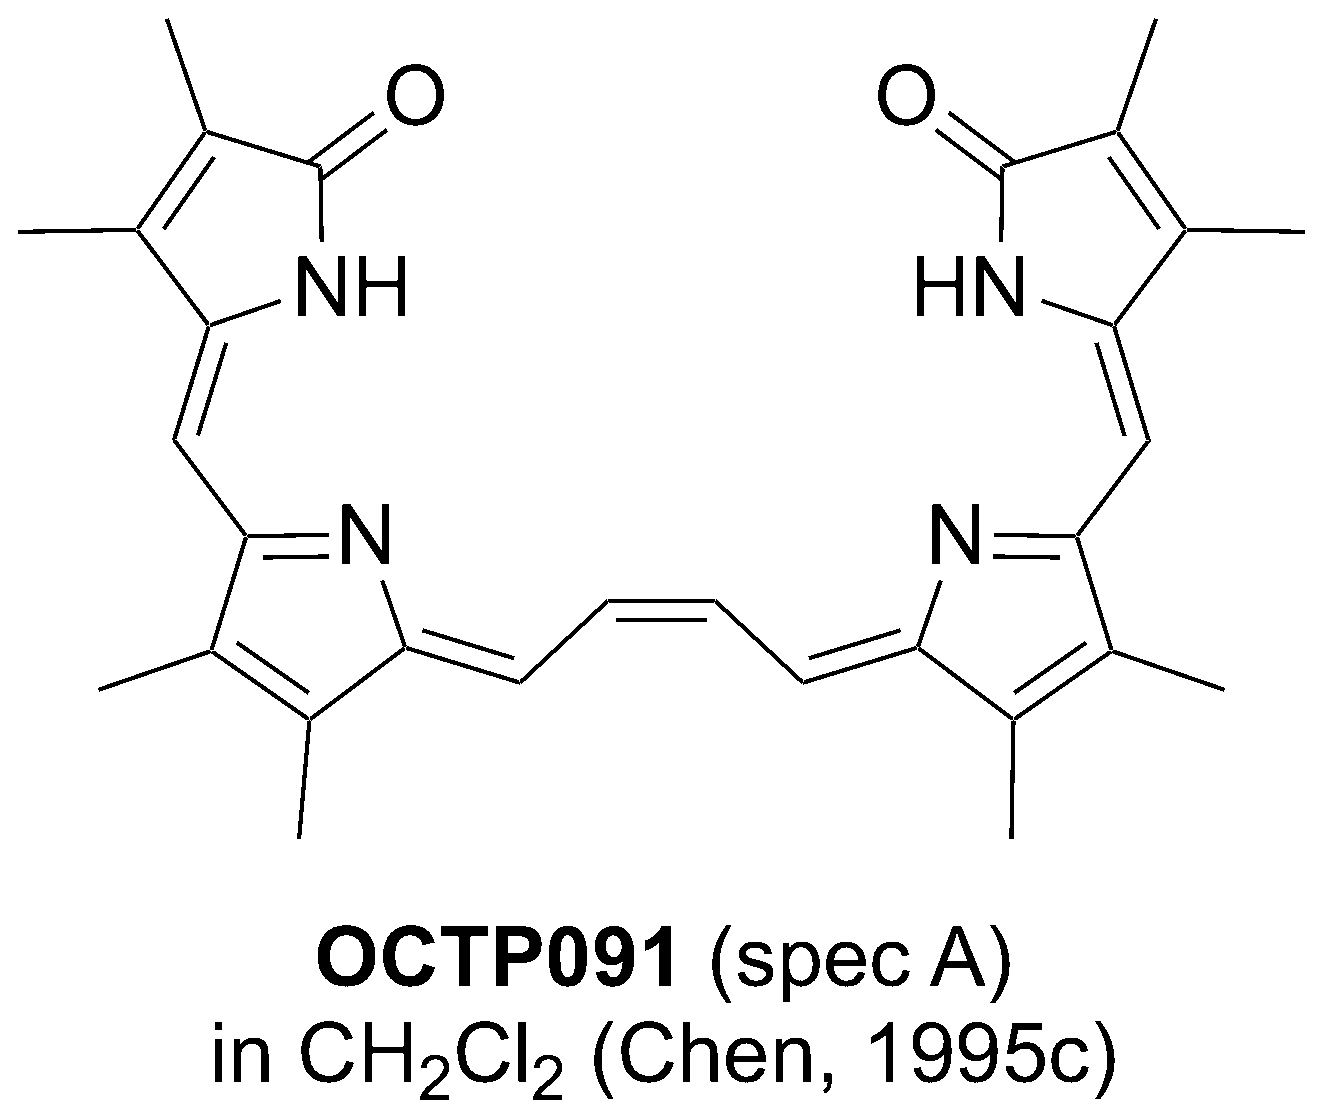 O O
NH HN
N N
OCTP091 (spec A)
in CH₂Cl₂ (Chen, 1995c)